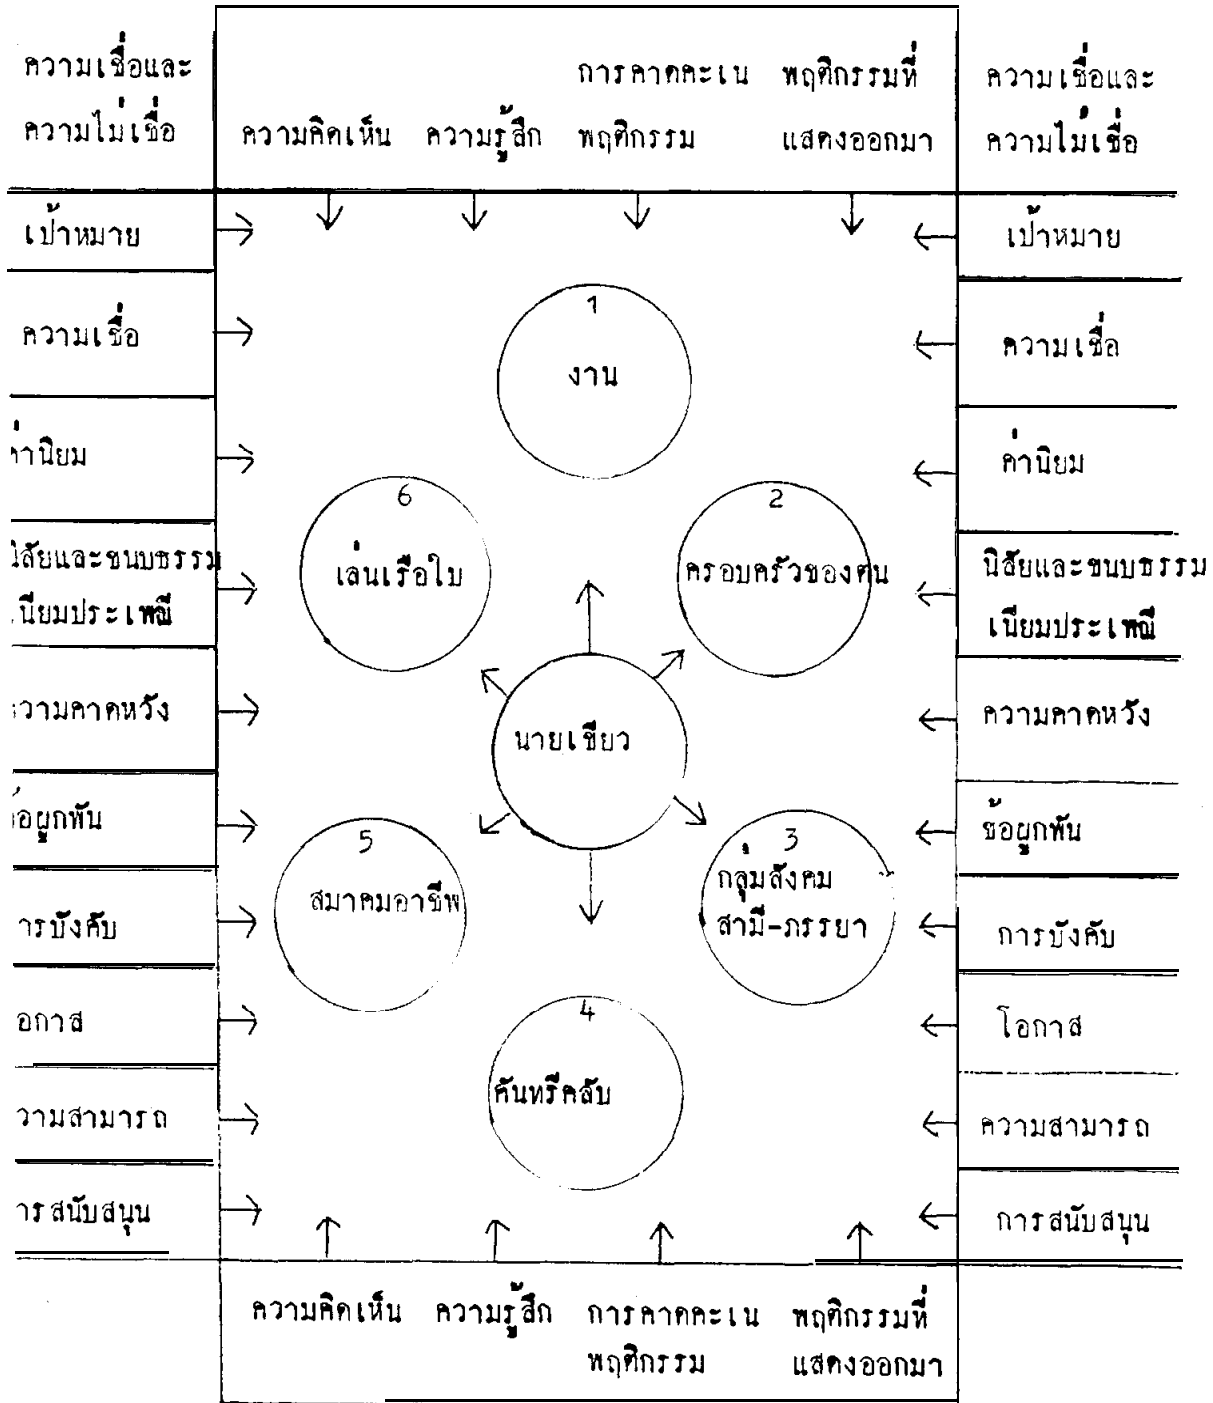 ความเชื่อและ
ความไม่เชื่อ
ความคิดเห็น ความรู้สึก การคาดคะเน พฤติกรรมที่
พฤติกรรม แสดงออกมา
ความเชื่อและ
ความไม่เชื่อ
เป้าหมาย
ความเชื่อ
ค่านิยม
นิสัยและขนบธรรม
เนียมประเพณี
ความคาดหวัง
ข้อผูกพัน
ารบังคับ
อกาส
วามสามารถ
ารสนับสนุน
1
งาน
2
ครอบครัวของตน
3
กลุ่มสังคม
สามี-ภรรยา
4
คันทรีคลับ
5
สมาคมอาชีพ
6
เล่นเรือใบ
นายเขียว
เป้าหมาย
ความเชื่อ
ค่านิยม
นิสัยและขนบธรรม
เนียมประเพณี
ความคาดหวัง
ข้อผูกพัน
การบังคับ
โอกาส
ความสามารถ
การสนับสนุน
ความคิดเห็น ความรู้สึก การคาดคะเน พฤติกรรมที่
พฤติกรรม แสดงออกมา